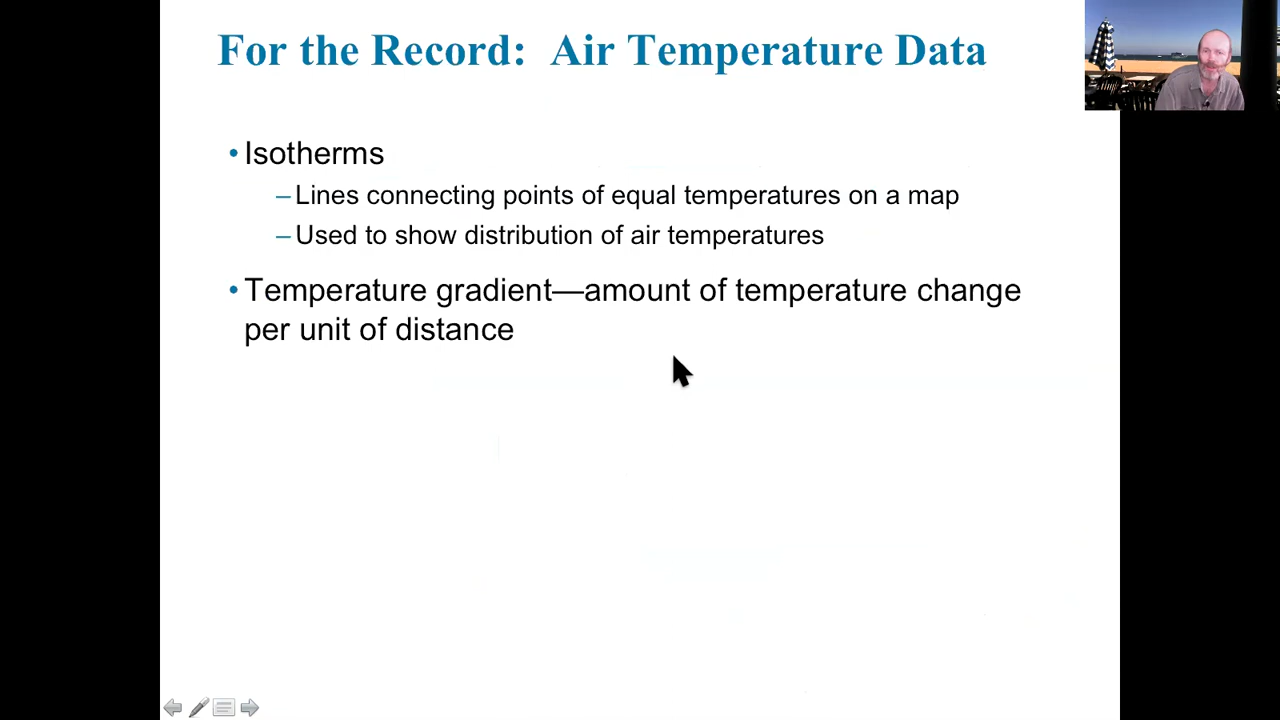 For the Record:  Air Temperature Data
•Isotherms
–Lines connecting points of equal temperatures on a map
–Used to show distribution of air temperatures
•Temperature gradient—amount of temperature change
per unit of distance